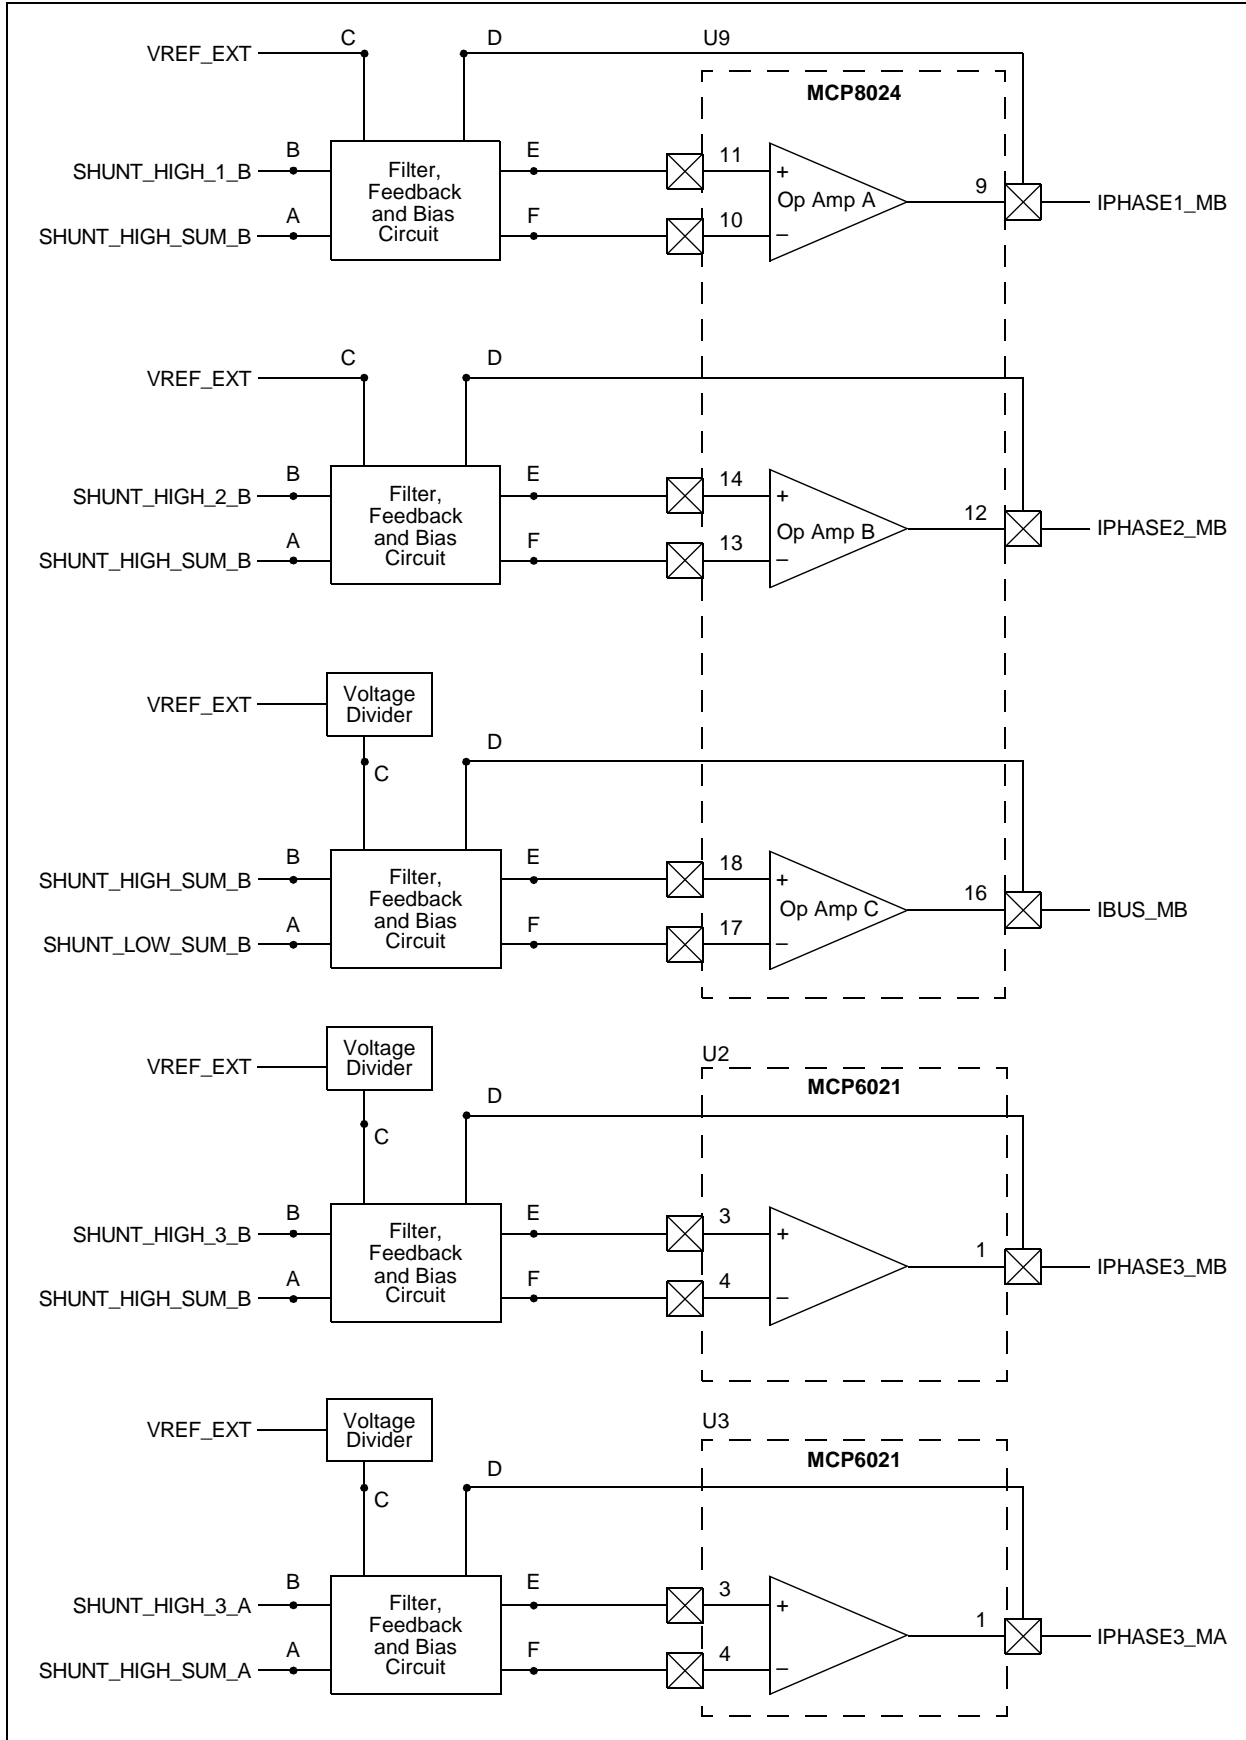 C
D
U9
VREF_EXT
MCP8024
B
SHUNT_HIGH_1_B
A
SHUNT_HIGH_SUM_B
Filter,
Feedback
and Bias
Circuit
E
F
11
10
+
Op Amp A
–
9
IPHASE1_MB
C
D
VREF_EXT
B
SHUNT_HIGH_2_B
A
SHUNT_HIGH_SUM_B
Filter,
Feedback
and Bias
Circuit
E
F
14
13
+
Op Amp B
–
12
IPHASE2_MB
VREF_EXT
Voltage
Divider
C
D
B
SHUNT_HIGH_SUM_B
A
SHUNT_LOW_SUM_B
Filter,
Feedback
and Bias
Circuit
E
F
18
17
+
Op Amp C
–
16
IBUS_MB
VREF_EXT
Voltage
Divider
C
D
U2
MCP6021
B
SHUNT_HIGH_3_B
A
SHUNT_HIGH_SUM_B
Filter,
Feedback
and Bias
Circuit
E
F
3
4
+
–
1
IPHASE3_MB
VREF_EXT
Voltage
Divider
C
D
U3
MCP6021
B
SHUNT_HIGH_3_A
A
SHUNT_HIGH_SUM_A
Filter,
Feedback
and Bias
Circuit
E
F
3
4
+
–
1
IPHASE3_MA